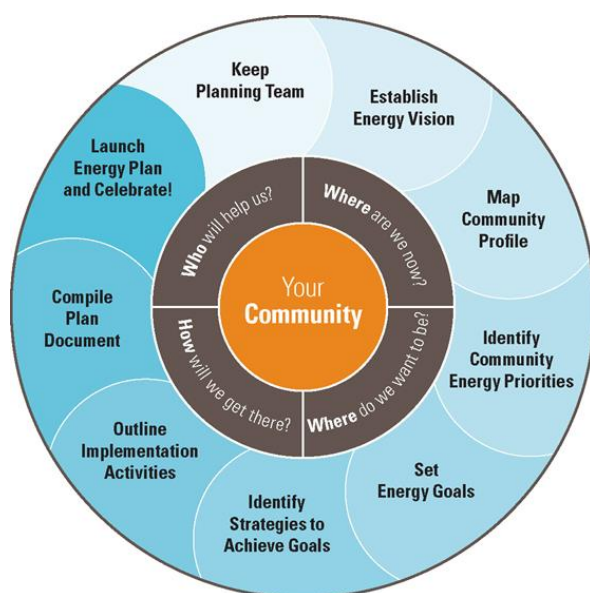 Keep
Planning Team
Establish
Energy Vision
Map
Community
Profile
Identify
Community
Energy Priorities
Set
Energy Goals
Identify
Strategies to
Achieve Goals
Outline
Implementation
Activities
Compile
Plan
Document
Launch
Energy Plan
and Celebrate!
Who will help us?
Where are we now?
Where do we want to be?
How will we get there?
Your
Community